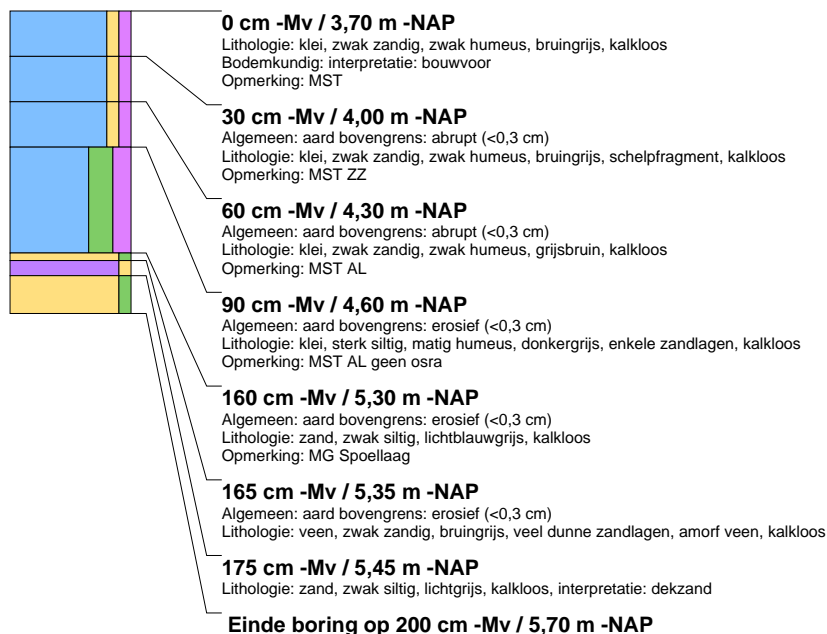 0 cm -Mv / 3,70 m -NAP
Lithologie: klei, zwak zandig, zwak humeus, bruingrijs, kalkloos
Bodemkundig: interpretatie: bouwvoor
Opmerking: MST
30 cm -Mv / 4,00 m -NAP
Algemeen: aard bovengrens: abrupt (<0,3 cm)
Lithologie: klei, zwak zandig, zwak humeus, bruingrijs, schelpfragment, kalkloos
Opmerking: MST ZZ
60 cm -Mv / 4,30 m -NAP
Algemeen: aard bovengrens: abrupt (<0,3 cm)
Lithologie: klei, zwak zandig, zwak humeus, grijsbruin, kalkloos
Opmerking: MST AL
90 cm -Mv / 4,60 m -NAP
Algemeen: aard bovengrens: erosief (<0,3 cm)
Lithologie: klei, sterk siltig, matig humeus, donkergrijs, enkele zandlagen, kalkloos
Opmerking: MST AL geen osra
160 cm -Mv / 5,30 m -NAP
Algemeen: aard bovengrens: erosief (<0,3 cm)
Lithologie: zand, zwak siltig, lichtblauwgrijs, kalkloos
Opmerking: MG Spoellaag
165 cm -Mv / 5,35 m -NAP
Algemeen: aard bovengrens: erosief (<0,3 cm)
Lithologie: veen, zwak zandig, bruingrijs, veel dunne zandlagen, amorf veen, kalkloos
175 cm -Mv / 5,45 m -NAP
Lithologie: zand, zwak siltig, lichtgrijs, kalkloos, interpretatie: dekzand
Einde boring op 200 cm -Mv / 5,70 m -NAP